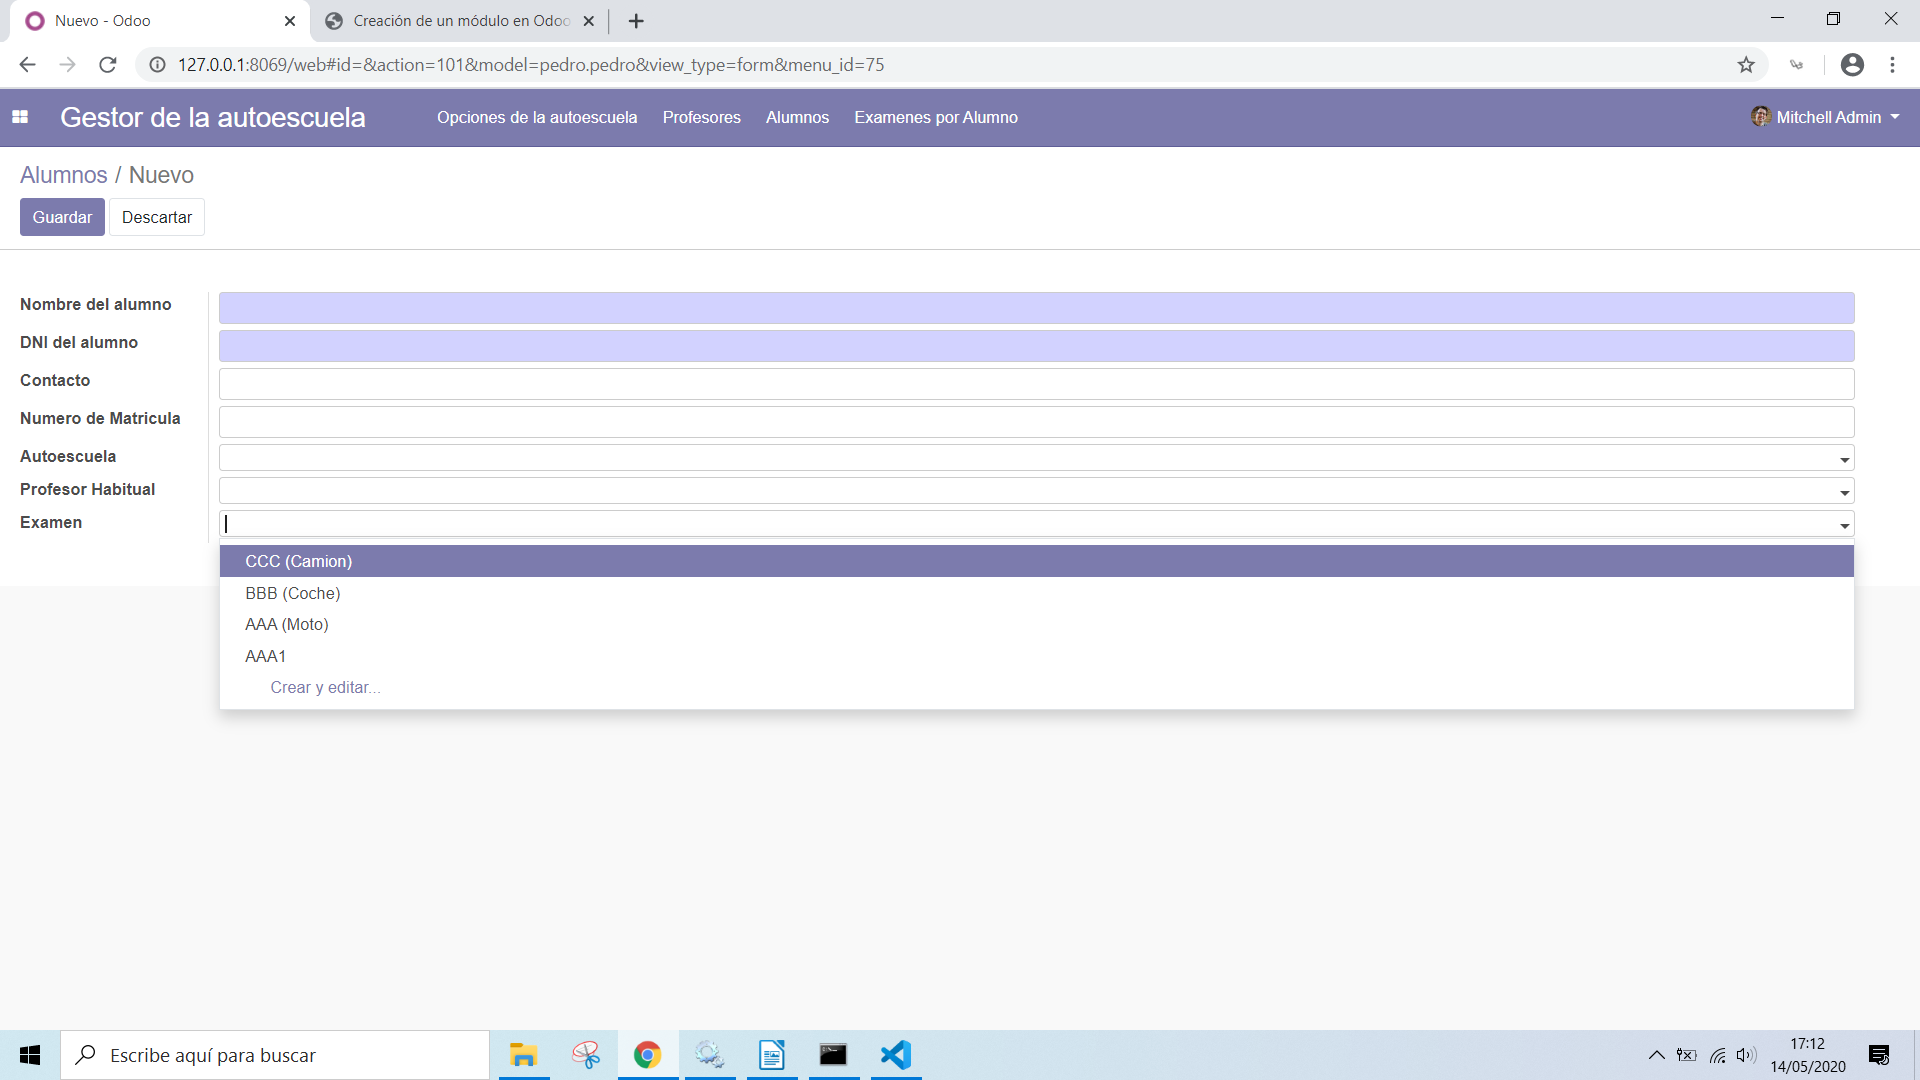 Nuevo - Odoo
Creación de un módulo en Odoo
127.0.0.1:8069/web#id=&action=101&model=pedro.pedro&view_type=form&menu_id=75
Gestor de la autoescuela
Opciones de la autoescuela
Profesores
Alumnos
Examenes por Alumno
Mitchell Admin
Alumnos / Nuevo
Guardar
Descartar
Nombre del alumno
DNI del alumno
Contacto
Numero de Matricula
Autoescuela
Profesor Habitual
Examen
CCC (Camion)
BBB (Coche)
AAA (Moto)
AAA1
Crear y editar...
Escribe aquí para buscar
17:12
14/05/2020